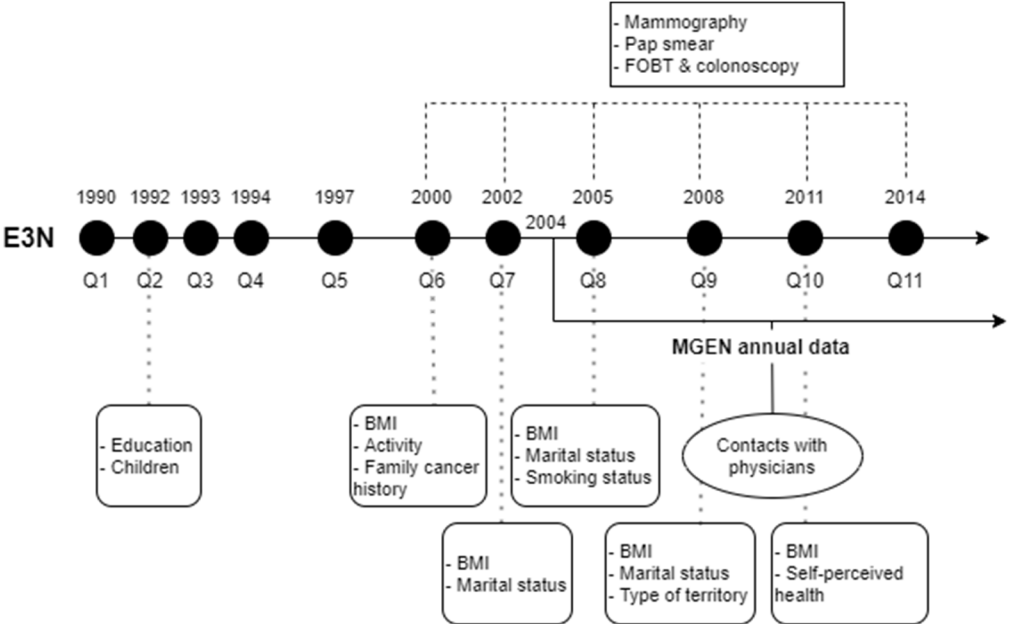 - Mammography
- Pap smear
- FOBT & colonoscopy
1990 1992 1993 1994 1997 2000 2002 2005 2008 2011 2014
2004
E3N
Q1 Q2 Q3 Q4 Q5 Q6 Q7 Q8 Q9 Q10 Q11
MGEN annual data
- Education
- Children
- BMI
- Activity
- Family cancer
history
- BMI
- Marital status
- Smoking status
Contacts with
physicians
- BMI
- Marital status
- BMI
- Marital status
- Type of territory
- BMI
- Self-perceived
health